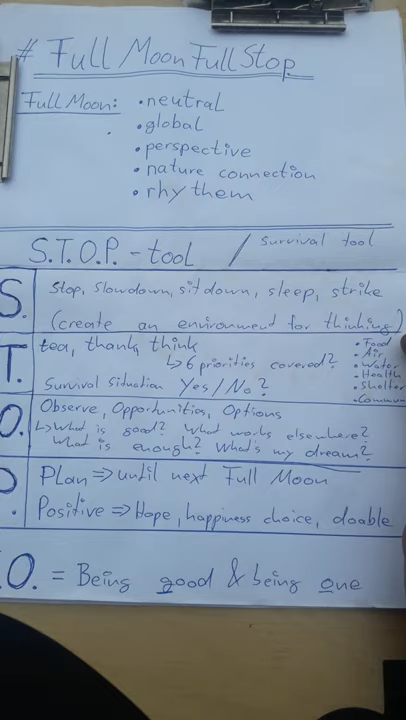 # Full Moon Full Stop
Full Moon: • neutral
• global
• perspective
• nature connection
• rhy them
S.T.O.P. - tool / survival tool
S. Stop, slowdown, sit down, sleep, strike
(create an environment for thinking)
T. tea, thank, think
↳ 6 priorities covered?
Survival situation Yes / No?
• Food
• Air
• Water
• Health
• Shelter
• Commun
O. Observe, Opportunities, Options
↳ What is good? What works elsewhere?
What is enough? What's my dream?
P. Plan ⇒ until next Full Moon
Positive ⇒ Hope, happiness choice, doable
.O. = Being good & being one